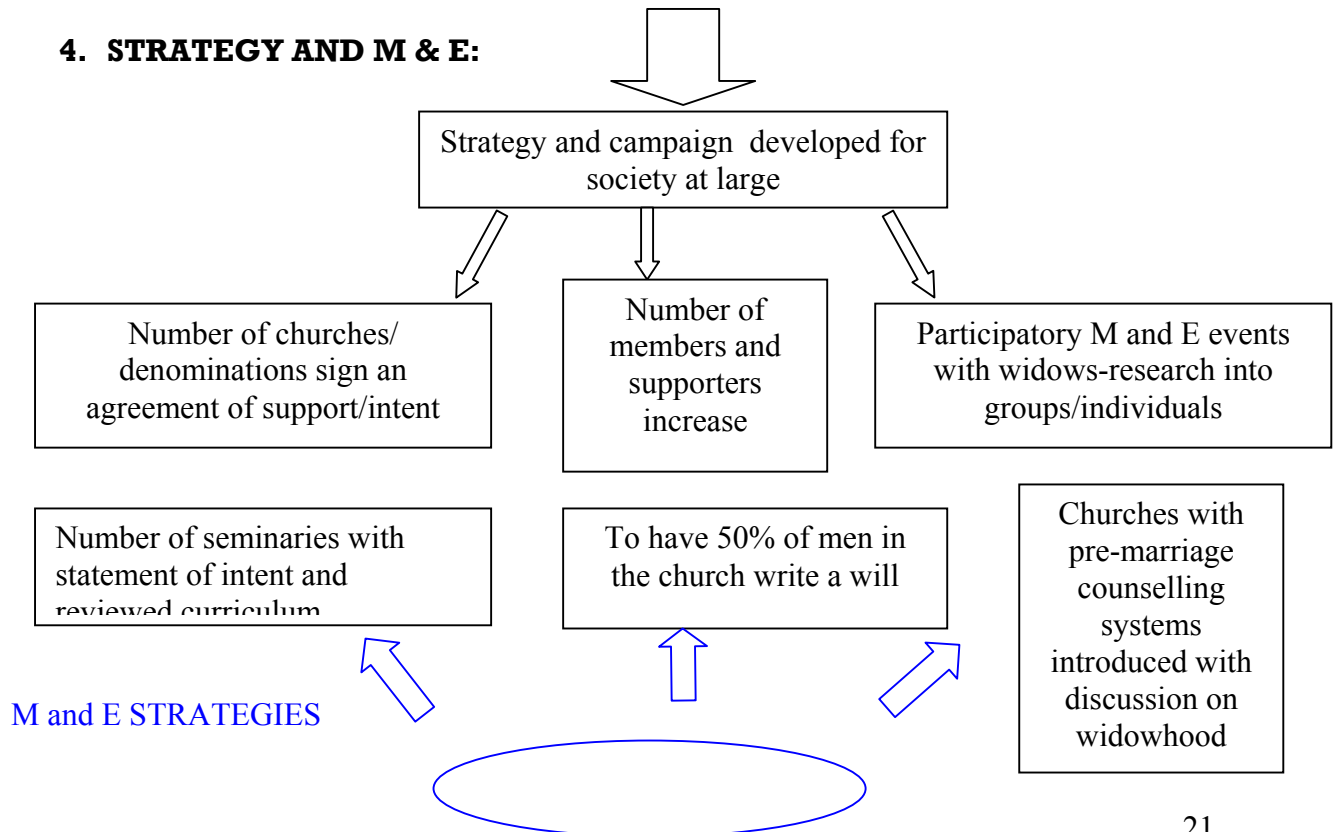 4. STRATEGY AND M & E:
Strategy and campaign developed for
society at large
Number of churches/
denominations sign an
agreement of support/intent
Number of
members and
supporters
increase
Participatory M and E events
with widows-research into
groups/individuals
Number of seminaries with
statement of intent and
reviewed curriculum
To have 50% of men in
the church write a will
Churches with
pre-marriage
counselling
systems
introduced with
discussion on
widowhood
M and E STRATEGIES
21